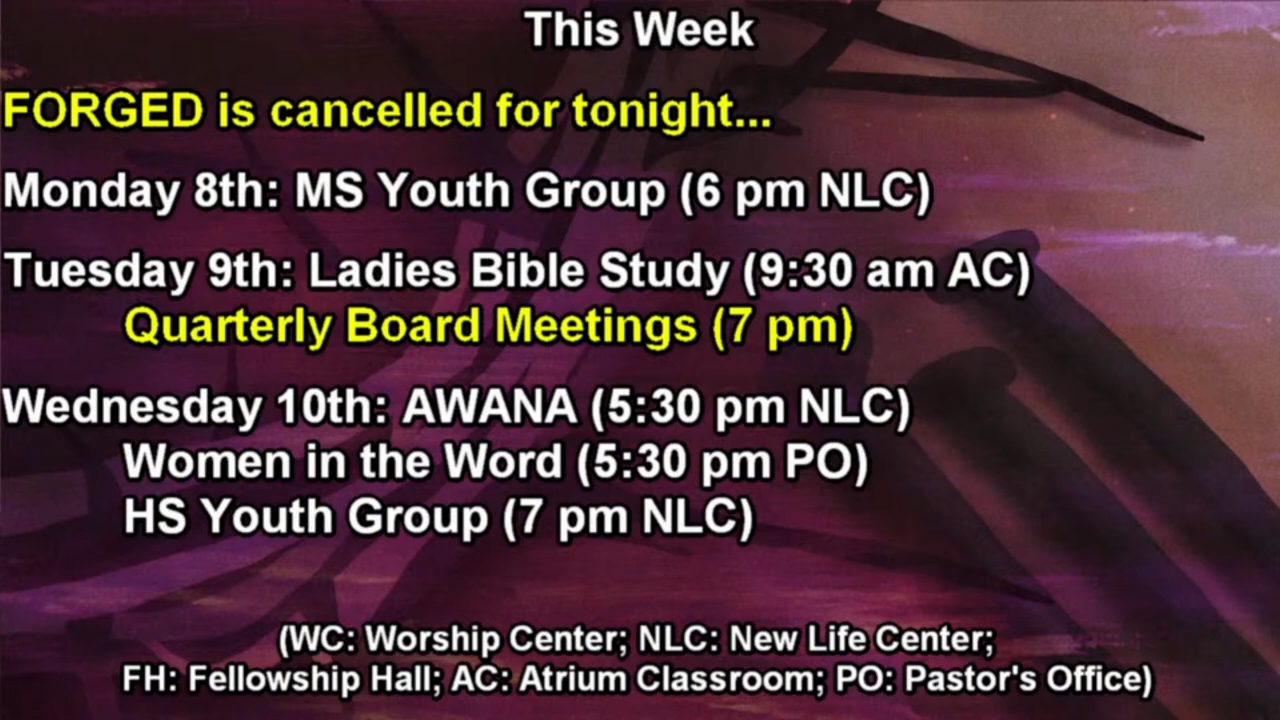 This Week
FORGED is cancelled for tonight...
Monday 8th: MS Youth Group (6 pm NLC)
Tuesday 9th: Ladies Bible Study (9:30 am AC)
Quarterly Board Meetings (7 pm)
Wednesday 10th: AWANA (5:30 pm NLC)
Women in the Word (5:30 pm PO)
HS Youth Group (7 pm NLC)
(WC: Worship Center; NLC: New Life Center;
FH: Fellowship Hall; AC: Atrium Classroom; PO: Pastor's Office)